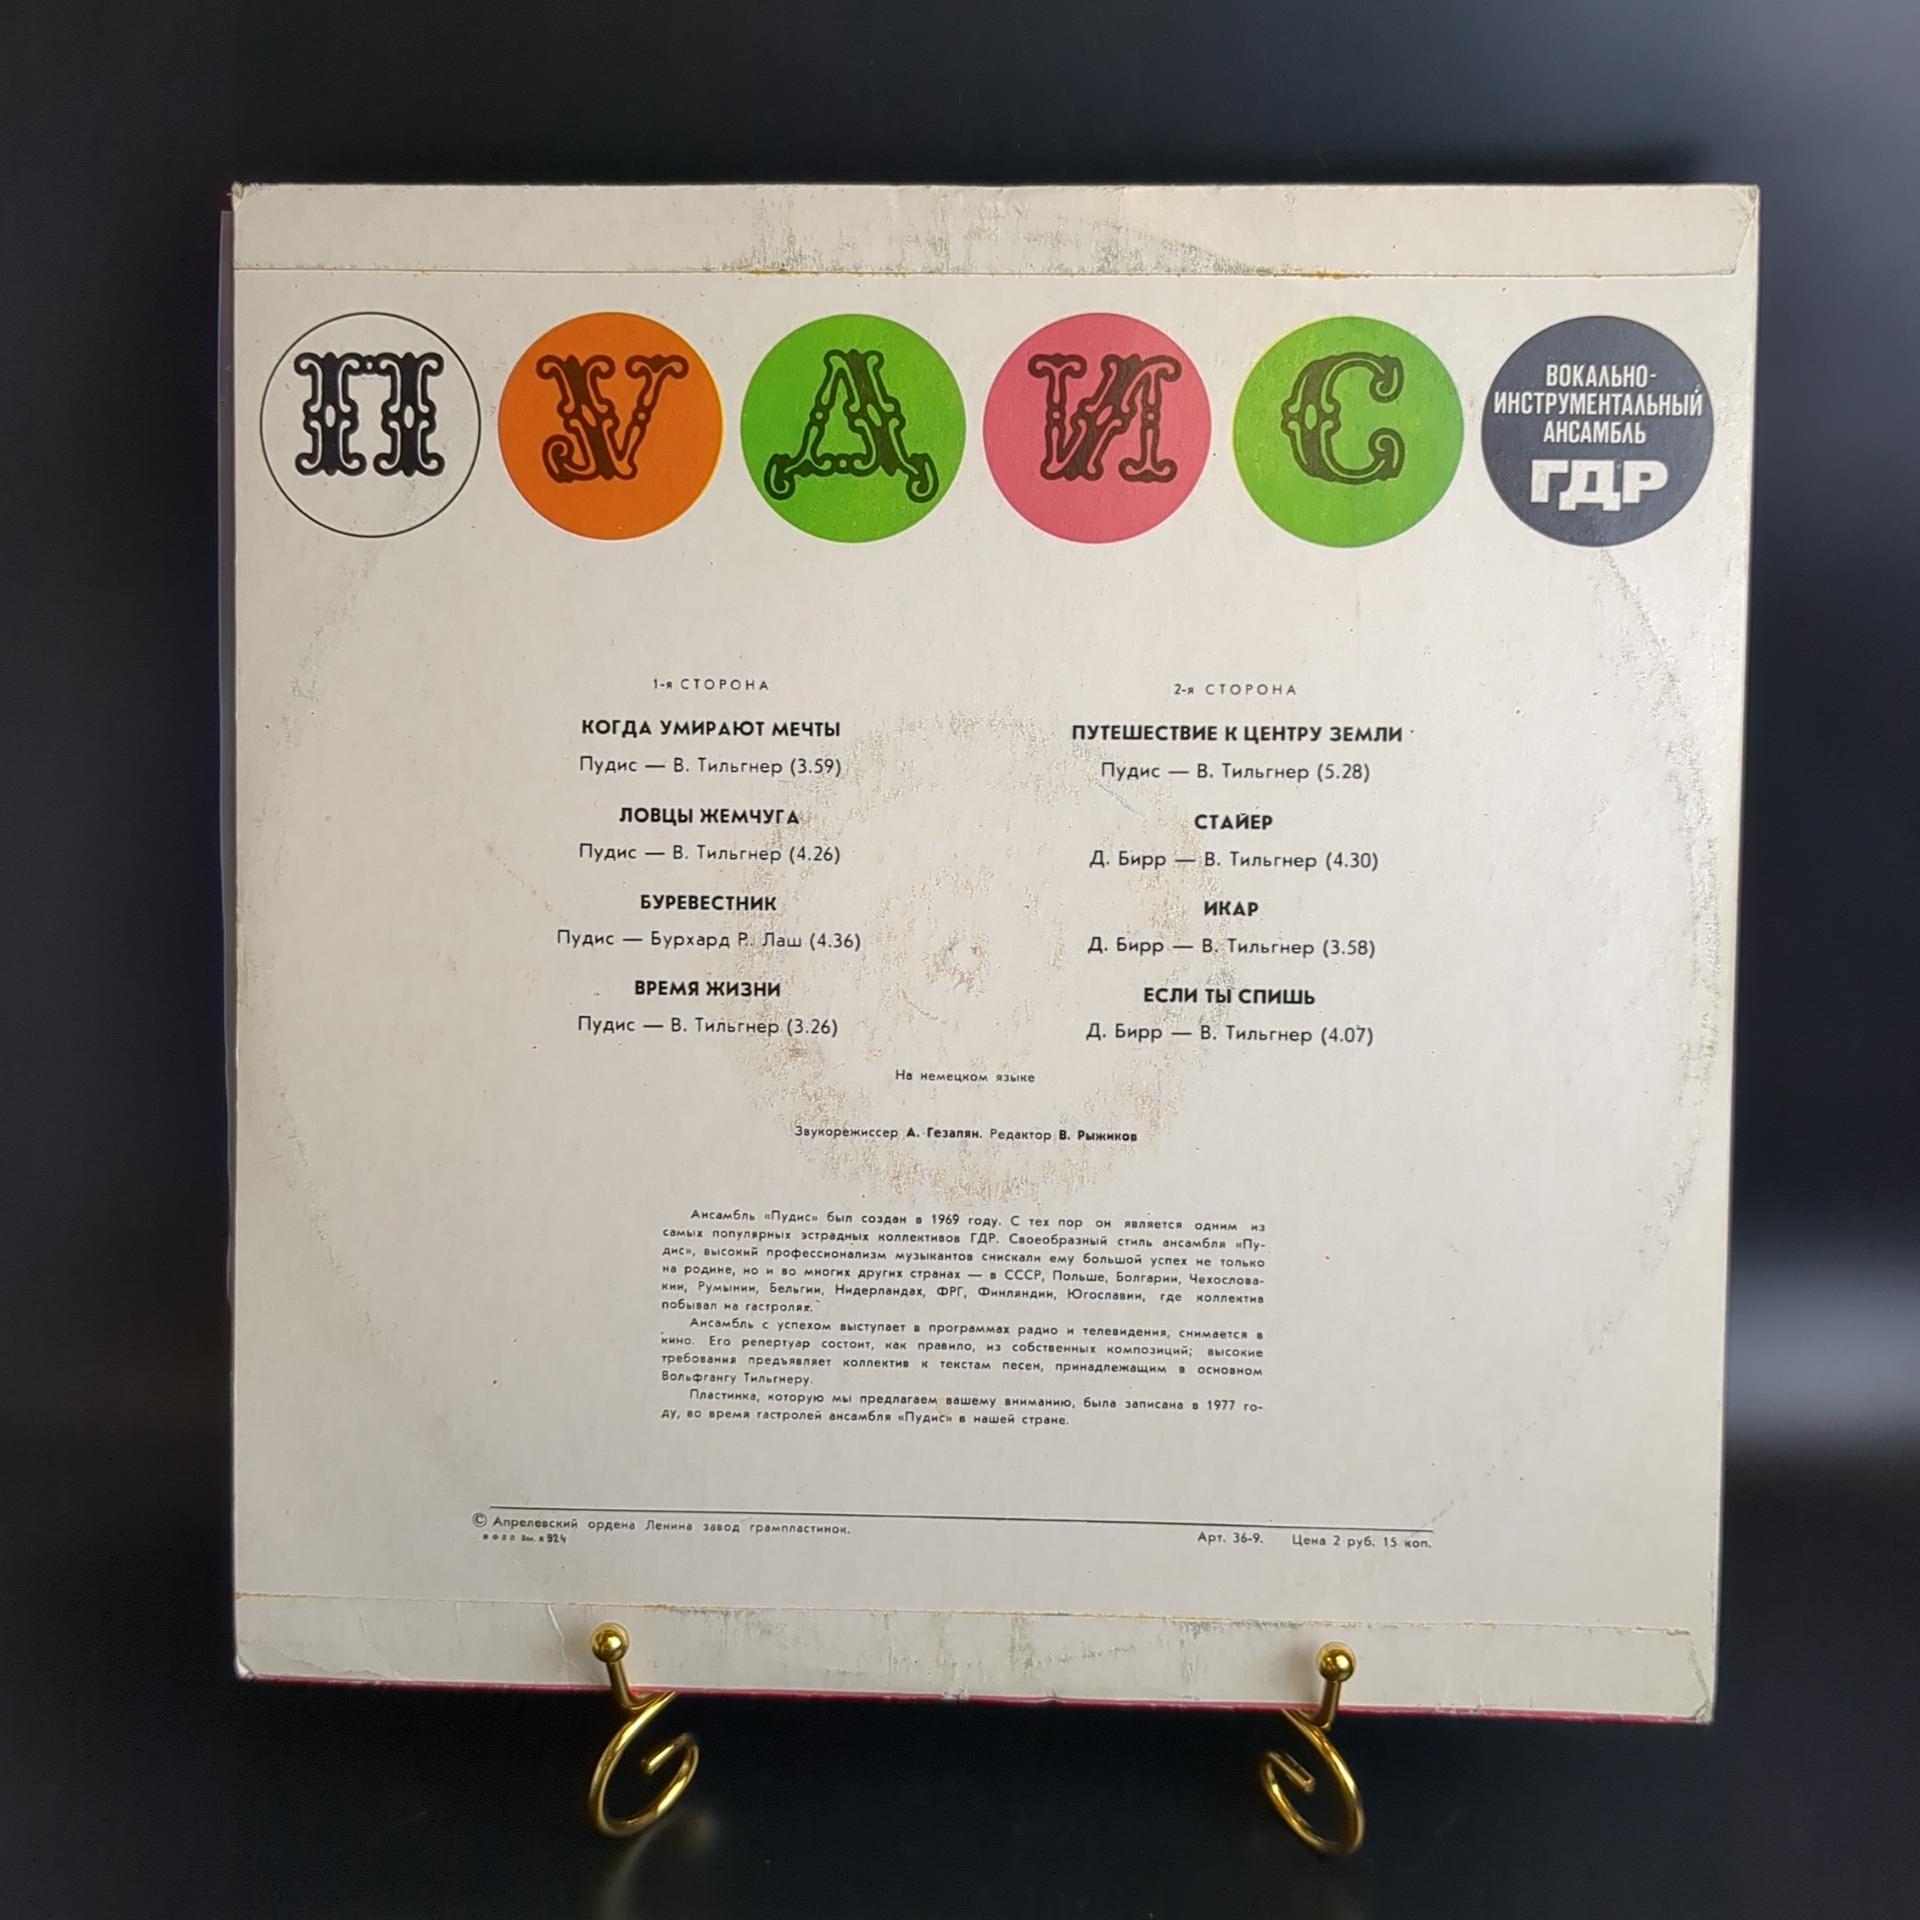 ПУДИС
ВОКАЛЬНО-
ИНСТРУМЕНТАЛЬНЫЙ
АНСАМБЛЬ
ГДР
1-я СТОРОНА
КОГДА УМИРАЮТ МЕЧТЫ
Пудис — В. Тильгнер (3.59)
ЛОВЦЫ ЖЕМЧУГА
Пудис — В. Тильгнер (4.26)
БУРЕВЕСТНИК
Пудис — Бурхард Р. Лаш (4.36)
ВРЕМЯ ЖИЗНИ
Пудис — В. Тильгнер (3.26)
2-я СТОРОНА
ПУТЕШЕСТВИЕ К ЦЕНТРУ ЗЕМЛИ
Пудис — В. Тильгнер (5.28)
СТАЙЕР
Д. Бирр — В. Тильгнер (4.30)
ИКАР
Д. Бирр — В. Тильгнер (3.58)
ЕСЛИ ТЫ СПИШЬ
Д. Бирр — В. Тильгнер (4.07)
На немецком языке
Звукорежиссер А. Гезалян. Редактор В. Рыжиков
Ансамбль «Пудис» был создан в 1969 году. С тех пор он является одним из
самых популярных эстрадных коллективов ГДР. Своеобразный стиль ансамбля «Пу-
дис», высокий профессионализм музыкантов снискали ему большой успех не только
на родине, но и во многих других странах — в СССР, Польше, Болгарии, Чехослова-
кии, Румынии, Бельгии, Нидерландах, ФРГ, Финляндии, Югославии, где коллектив
побывал на гастролях.
Ансамбль с успехом выступает в программах радио и телевидения, снимается в
кино. Его репертуар состоит, как правило, из собственных композиций; высокие
требования предъявляет коллектив к текстам песен, принадлежащим в основном
Вольфгангу Тильгнеру.
Пластинка, которую мы предлагаем вашему вниманию, была записана в 1977 го-
ду, во время гастролей ансамбля «Пудис» в нашей стране.
© Апрелевский ордена Ленина завод грампластинок.
Арт. 36-9. Цена 2 руб. 15 коп.
924